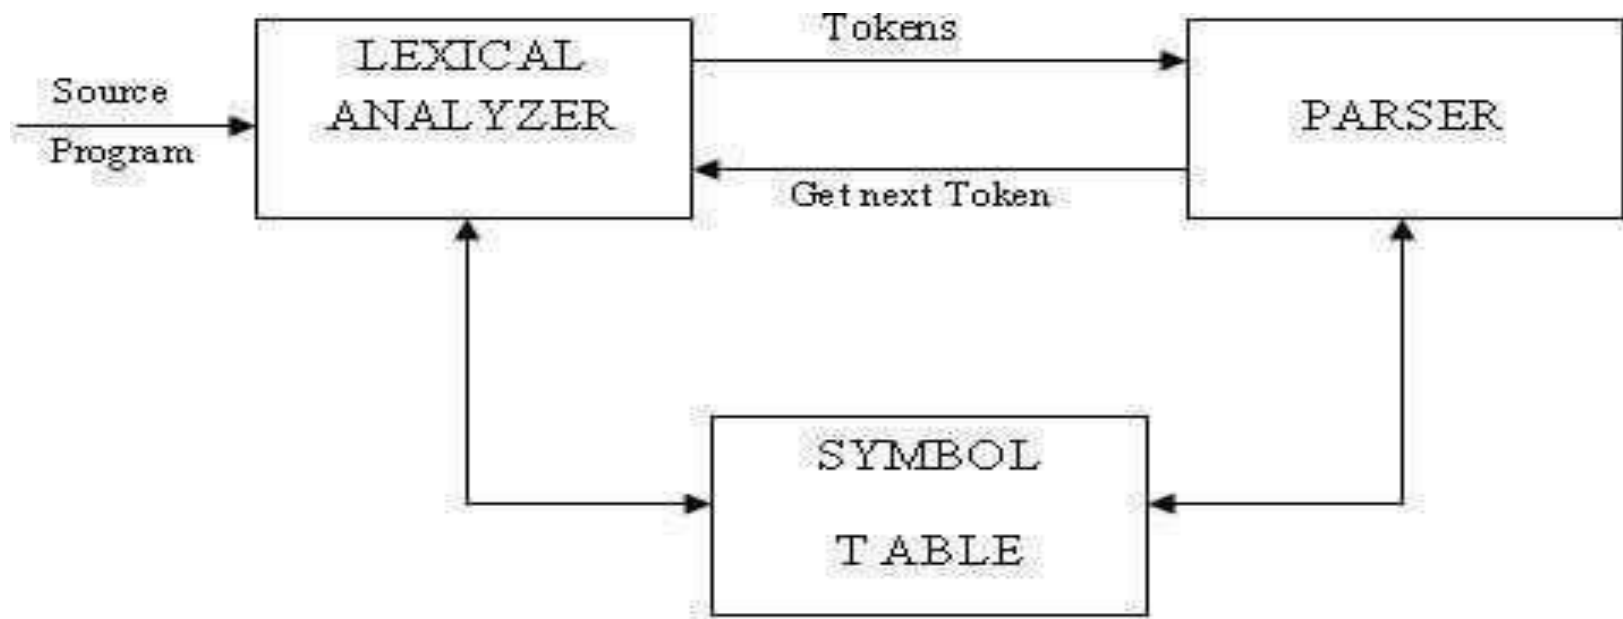 Source
Program
LEXICAL
ANALYZER
Tokens
Get next Token
PARSER
SYMBOL
TABLE